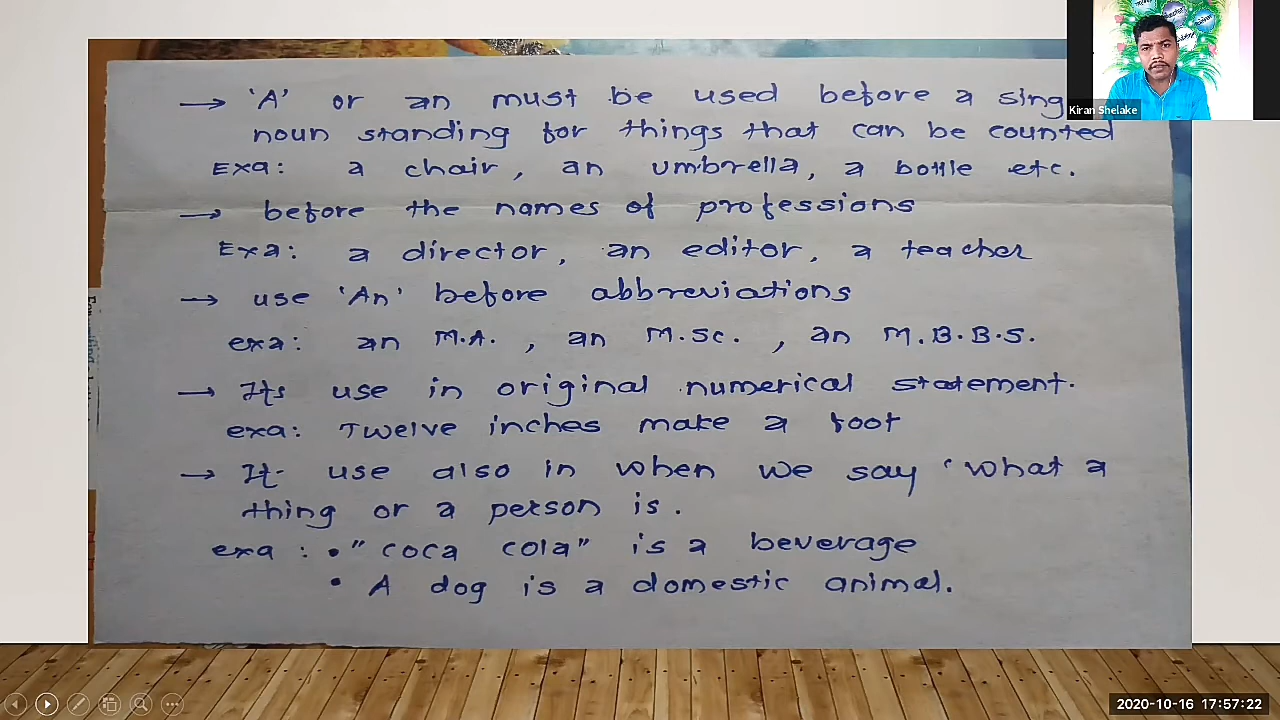 → 'A' or an must be used before a sing
noun standing for things that can be counted
Exa: a chair, an umbrella, a bottle etc.
→ before the names of professions
Exa: a director, an editor, a teacher
→ use 'An' before abbreviations
exa: an M.A. , an M.Sc. , an M.B.B.S.
→ Its use in original numerical statement.
exa: Twelve inches make a foot
→ It use also in when we say 'what a
thing or a person is.
exa : • "coca cola" is a beverage
• A dog is a domestic animal.
Kiran Shelake
2020-10-16 17:57:22